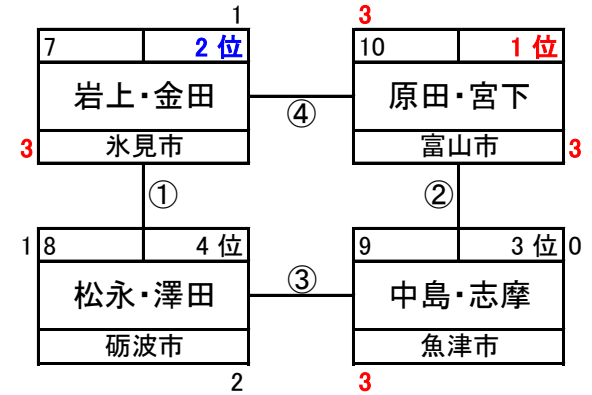 1 3
7 2 位 10 1 位
岩上・金田 ④ 原田・宮下
3 氷見市 富山市 3
① ②
1 8 4 位 9 3 位 0
松永・澤田 ③ 中島・志摩
砺波市 魚津市
2 3